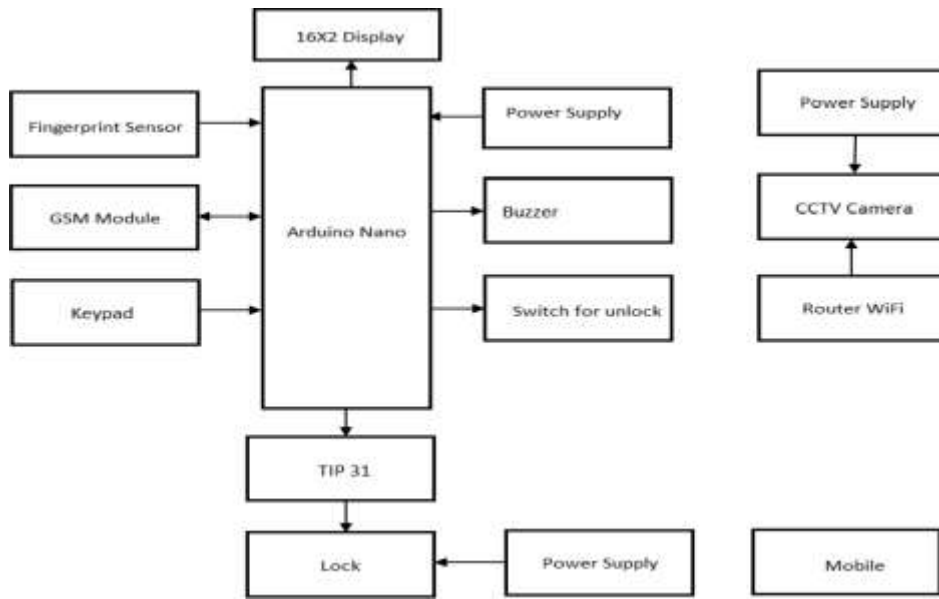 16X2 Display
Fingerprint Sensor
Power Supply
Power Supply
GSM Module
Arduino Nano
Buzzer
CCTV Camera
Keypad
Switch for unlock
Router WiFi
TIP 31
Lock
Power Supply
Mobile